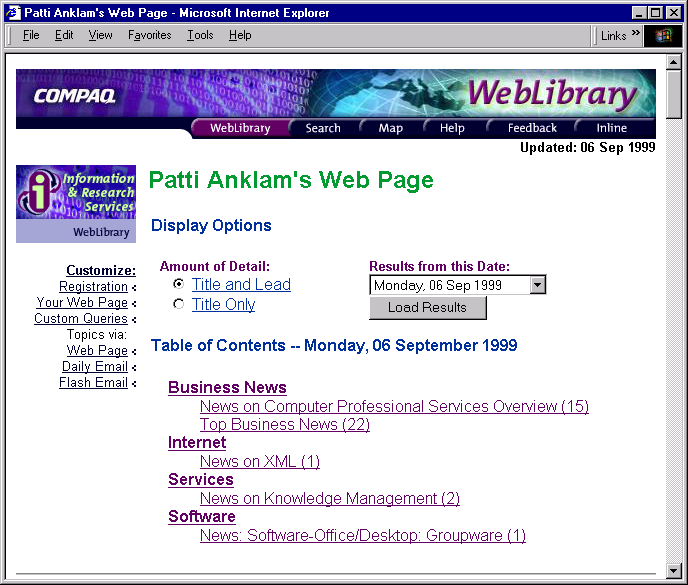 Patti Anklam's Web Page - Microsoft Internet Explorer
File Edit View Favorites Tools Help Links »
COMPAQ WebLibrary
WebLibrary Search Map Help Feedback Inline
Updated: 06 Sep 1999
Information
& Research
Services
WebLibrary
Patti Anklam's Web Page
Display Options
Amount of Detail: Results from this Date:
Title and Lead Monday, 06 Sep 1999
Title Only Load Results
Customize:
Registration
Your Web Page
Custom Queries
Topics via:
Web Page
Daily Email
Flash Email
Table of Contents -- Monday, 06 September 1999
Business News
News on Computer Professional Services Overview (15)
Top Business News (22)
Internet
News on XML (1)
Services
News on Knowledge Management (2)
Software
News: Software-Office/Desktop: Groupware (1)